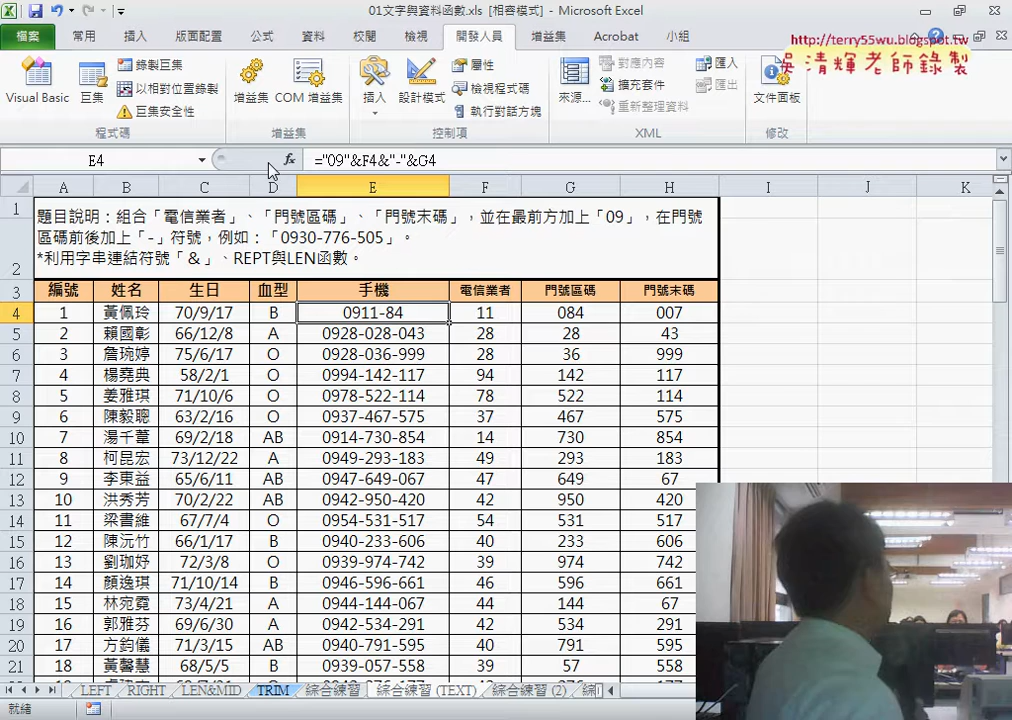 01文字與資料函數.xls [相容模式] - Microsoft Excel
檔案 常用 插入 版面配置 公式 資料 校閱 檢視 開發人員 增益集 Acrobat 小組
http://terry55wu.blogspot.tw
吳清輝老師錄製
Visual Basic 巨集 錄製巨集 以相對位置錄製 巨集安全性
增益集 COM 增益集
插入 設計模式 屬性 檢視程式碼 執行對話方塊
來源... 對應內容 擴充套件 重新整理資料 匯入 匯出
文件面板
程式碼 增益集 控制項 XML 修改
E4 fx ="09"&F4&"-"&G4
A B C D E F G H I J K
1 題目說明：組合「電信業者」、「門號區碼」、「門號末碼」，並在最前方加上「09」，在門號
區碼前後加上「-」符號，例如：「0930-776-505」。
2 *利用字串連結符號「&」、REPT與LEN函數。
3 編號 姓名 生日 血型 手機 電信業者 門號區碼 門號末碼
4 1 黃佩玲 70/9/17 B 0911-84 11 084 007
5 2 賴國彰 66/12/8 A 0928-028-043 28 28 43
6 3 詹琬婷 75/6/17 O 0928-036-999 28 36 999
7 4 楊堯典 58/2/1 O 0994-142-117 94 142 117
8 5 姜雅琪 71/10/6 O 0978-522-114 78 522 114
9 6 陳毅聰 63/2/16 O 0937-467-575 37 467 575
10 7 湯千葦 69/2/18 AB 0914-730-854 14 730 854
11 8 柯昆宏 73/12/22 A 0949-293-183 49 293 183
12 9 李東益 65/6/11 AB 0947-649-067 47 649 67
13 10 洪秀芳 70/2/22 AB 0942-950-420 42 950 420
14 11 梁書維 67/7/4 O 0954-531-517 54 531 517
15 12 陳沅竹 66/1/17 B 0940-233-606 40 233 606
16 13 劉珈妤 72/3/8 O 0939-974-742 39 974 742
17 14 顏逸琪 71/10/14 B 0946-596-661 46 596 661
18 15 林宛霓 73/4/21 A 0944-144-067 44 144 67
19 16 郭雅芬 69/6/30 A 0942-534-291 42 534 291
20 17 方鈞儀 71/3/15 AB 0940-791-595 40 791 595
21 18 黃馨慧 68/5/5 B 0939-057-558 39 57 558
LEFT RIGHT LEN&MID TRIM 綜合練習 綜合練習 (TEXT) 綜合練習 (2)
就緒